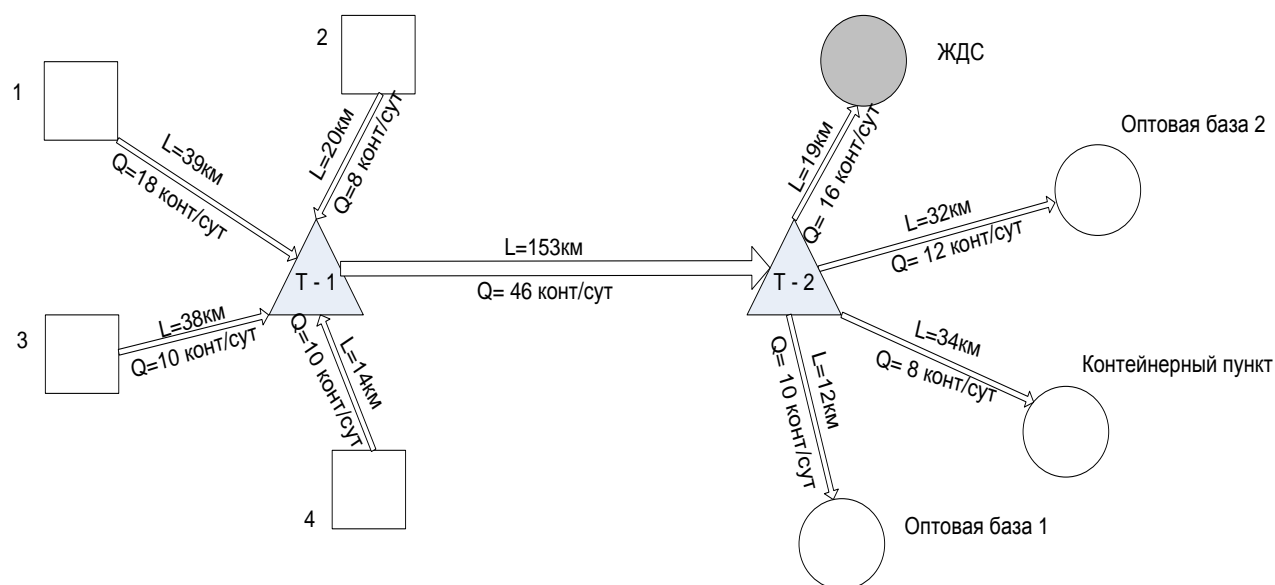 2
ЖДС
1
L=20км
Q=8 конт/сут
L=39км
Q=18 конт/сут
L=19км
Q= 16 конт/сут
Оптовая база 2
L=32км
Q= 12 конт/сут
L=153км
Т - 1
Т - 2
Q= 46 конт/сут
3
L=38км
Q=10 конт/сут
Q=10 конт/сут
L=14км
L=34км
Q= 8 конт/сут
Контейнерный пункт
L=12км
Q= 10 конт/сут
4
Оптовая база 1